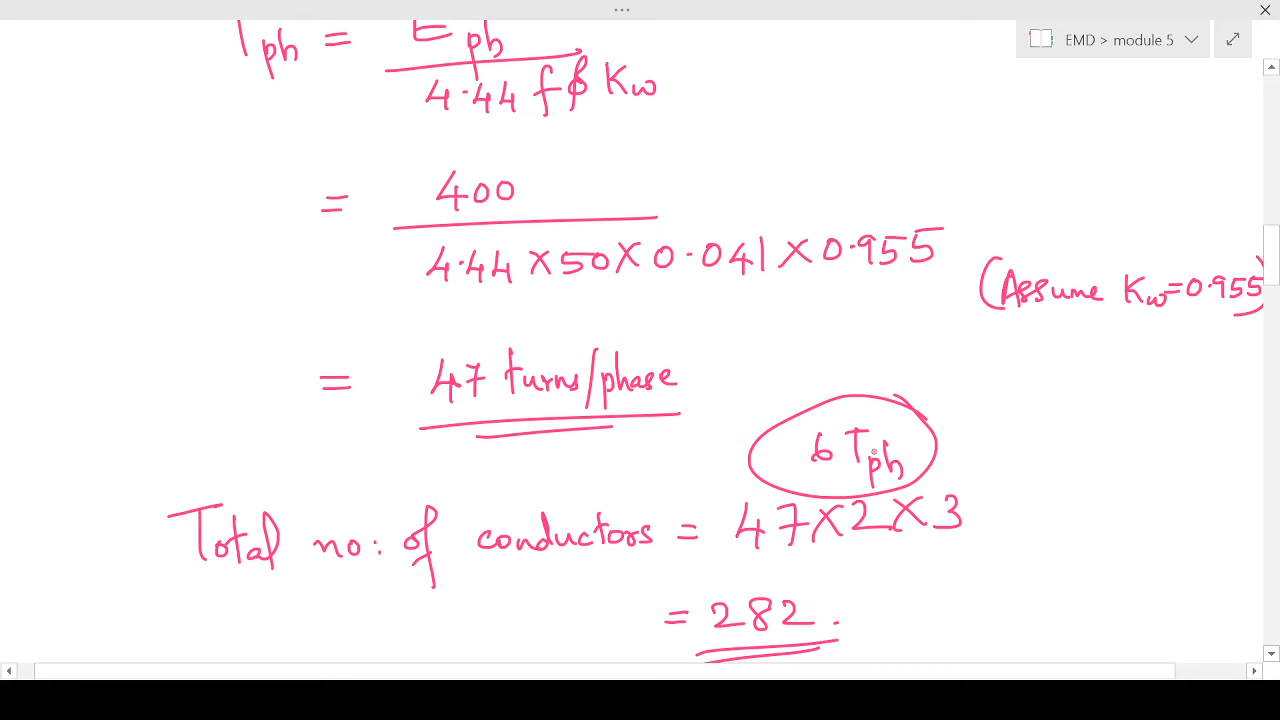 EMD > module 5
Tph = Eph
4.44 f ϕ Kw
= 400
4.44 × 50 × 0.041 × 0.955
(Assume Kw=0.955)
= 47 turns/phase
6 Tph
Total no: of conductors = 47×2×3
= 282.